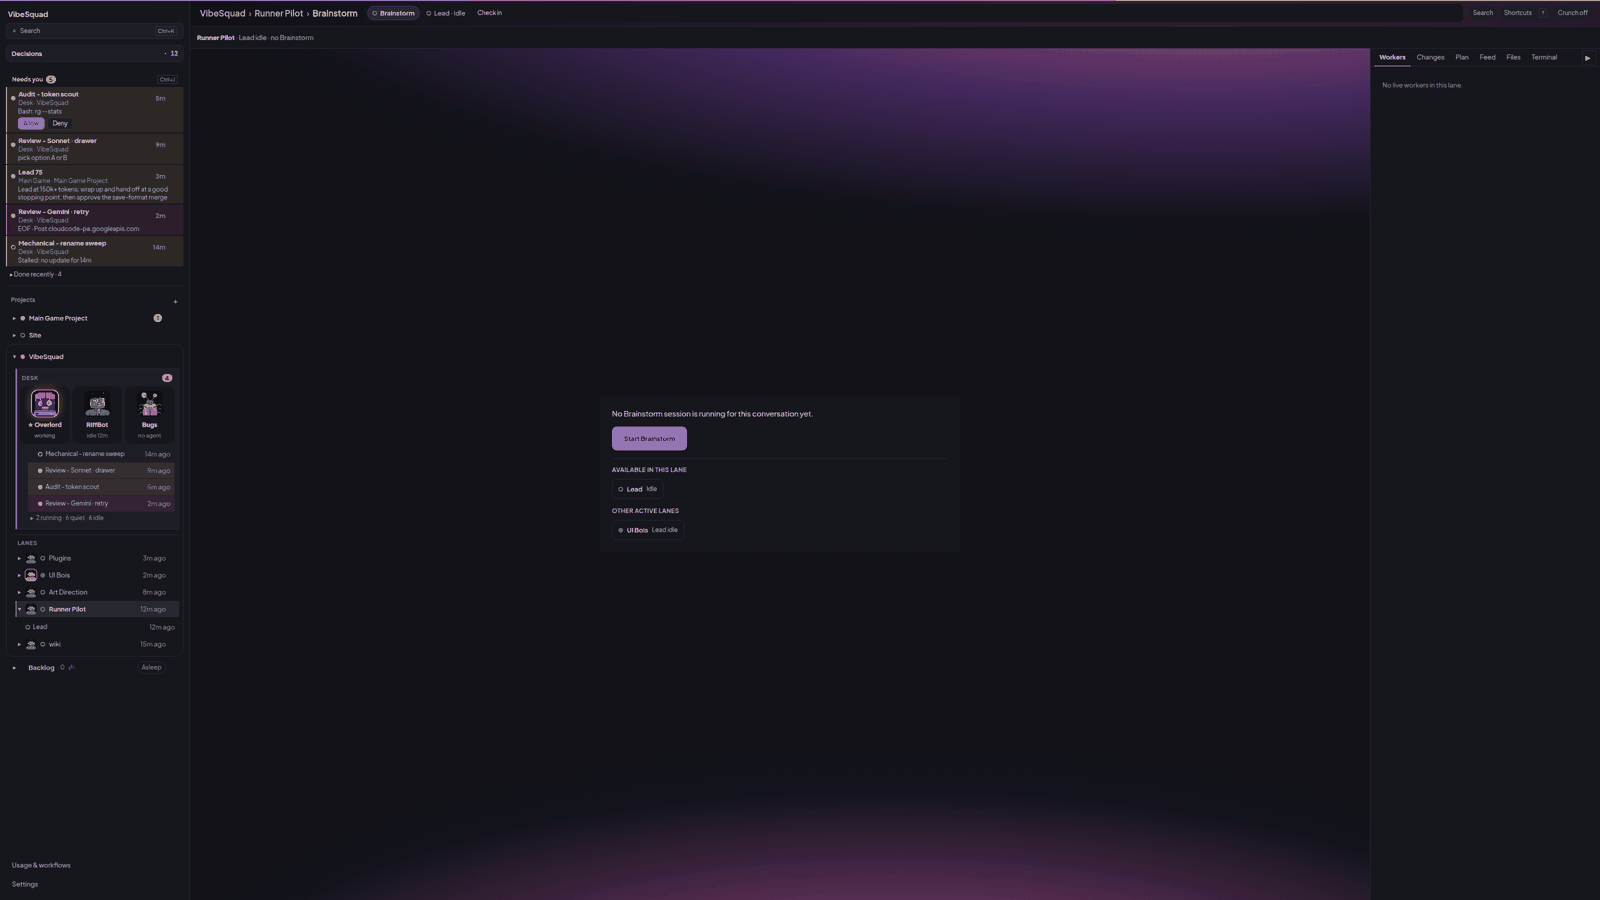 VibeSquad
Search Ctrl+K
Decisions · 12
Needs you 5 Ctrl+J
Audit - token scout 5m
Desk · VibeSquad
Bash: rg --stats
Allow Deny
Review - Sonnet · drawer 9m
Desk · VibeSquad
pick option A or B
Lead 75 3m
Main Game · Main Game Project
Lead at 150k+ tokens: wrap up and hand off at a good
stopping point, then approve the save-format merge
Review - Gemini · retry 2m
Desk · VibeSquad
EOF · Post cloudcode-pa.googleapis.com
Mechanical - rename sweep 14m
Desk · VibeSquad
Stalled: no update for 14m
Done recently · 4
Projects +
Main Game Project 1
Site
VibeSquad
DESK 4
★ Overlord RiffBot Bugs
working idle 12m no agent
Mechanical - rename sweep 14m ago
Review - Sonnet · drawer 9m ago
Audit - token scout 5m ago
Review - Gemini · retry 2m ago
2 running · 6 quiet · 6 idle
LANES
Plugins 3m ago
UI Bois 2m ago
Art Direction 8m ago
Runner Pilot 12m ago
Lead 12m ago
wiki 15m ago
Backlog · 0 Asleep
Usage & workflows
Settings
VibeSquad › Runner Pilot › Brainstorm Brainstorm Lead · Idle Check in
Search Shortcuts ? Crunch off
Runner Pilot · Lead idle · no Brainstorm
No Brainstorm session is running for this conversation yet.
Start Brainstorm
AVAILABLE IN THIS LANE
Lead Idle
OTHER ACTIVE LANES
UI Bois Lead idle
Workers Changes Plan Feed Files Terminal
No live workers in this lane.